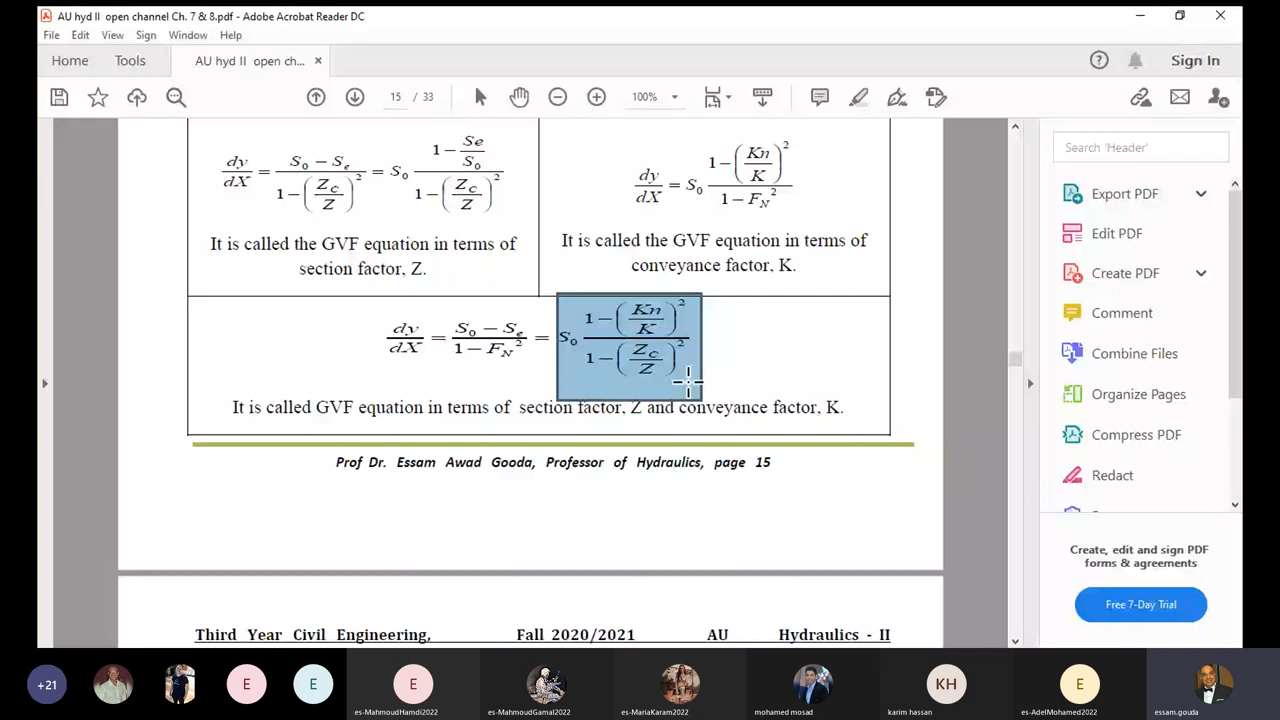 AU hyd II open channel Ch. 7 & 8.pdf - Adobe Acrobat Reader DC
File Edit View Sign Window Help
Home Tools AU hyd II open ch... × Sign In
15 / 33 100%
dy/dX = (S₀ − Sₑ)/(1 − (Z_C/Z)²) = S₀ (1 − Se/S₀)/(1 − (Z_C/Z)²)
dy/dX = S₀ (1 − (Kn/K)²)/(1 − F_N²)
It is called the GVF equation in terms of
section factor, Z.
It is called the GVF equation in terms of
conveyance factor, K.
dy/dX = (S₀ − Sₑ)/(1 − F_N²) = S₀ (1 − (Kn/K)²)/(1 − (Z_C/Z)²)
It is called GVF equation in terms of section factor, Z and conveyance factor, K.
Prof Dr. Essam Awad Gooda, Professor of Hydraulics, page 15
Third Year Civil Engineering, Fall 2020/2021 AU Hydraulics - II
Search 'Header'
Export PDF
Edit PDF
Create PDF
Comment
Combine Files
Organize Pages
Compress PDF
Redact
Create, edit and sign PDF
forms & agreements
Free 7-Day Trial
+21 E E E KH E
es-MahmoudHamdi2022 es-MahmoudGamal2022 es-MariaKaram2022 mohamed mosad karim hassan es-AdelMohamed2022 essam.gouda